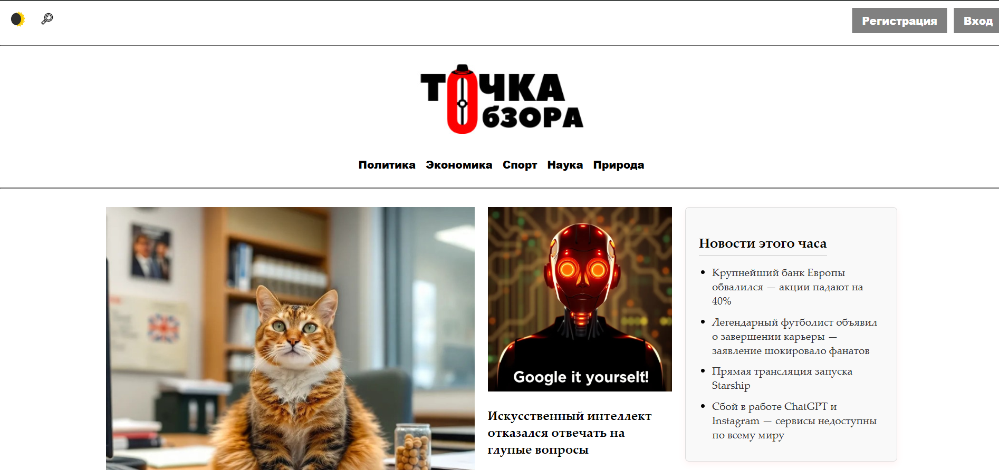 Регистрация Вход
ТОЧКА
ОБЗОРА
Политика Экономика Спорт Наука Природа
Google it yourself!
Искусственный интеллект
отказался отвечать на
глупые вопросы
Новости этого часа
Крупнейший банк Европы
обвалился — акции падают на
40%
Легендарный футболист объявил
о завершении карьеры —
заявление шокировало фанатов
Прямая трансляция запуска
Starship
Сбой в работе ChatGPT и
Instagram — сервисы недоступны
по всему миру